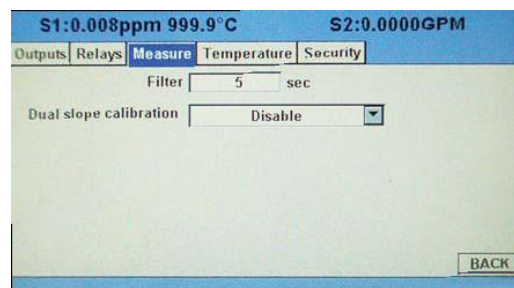 S1:0.008ppm 999.9°C S2:0.0000GPM
Outputs Relays Measure Temperature Security
Filter 5 sec
Dual slope calibration Disable
BACK